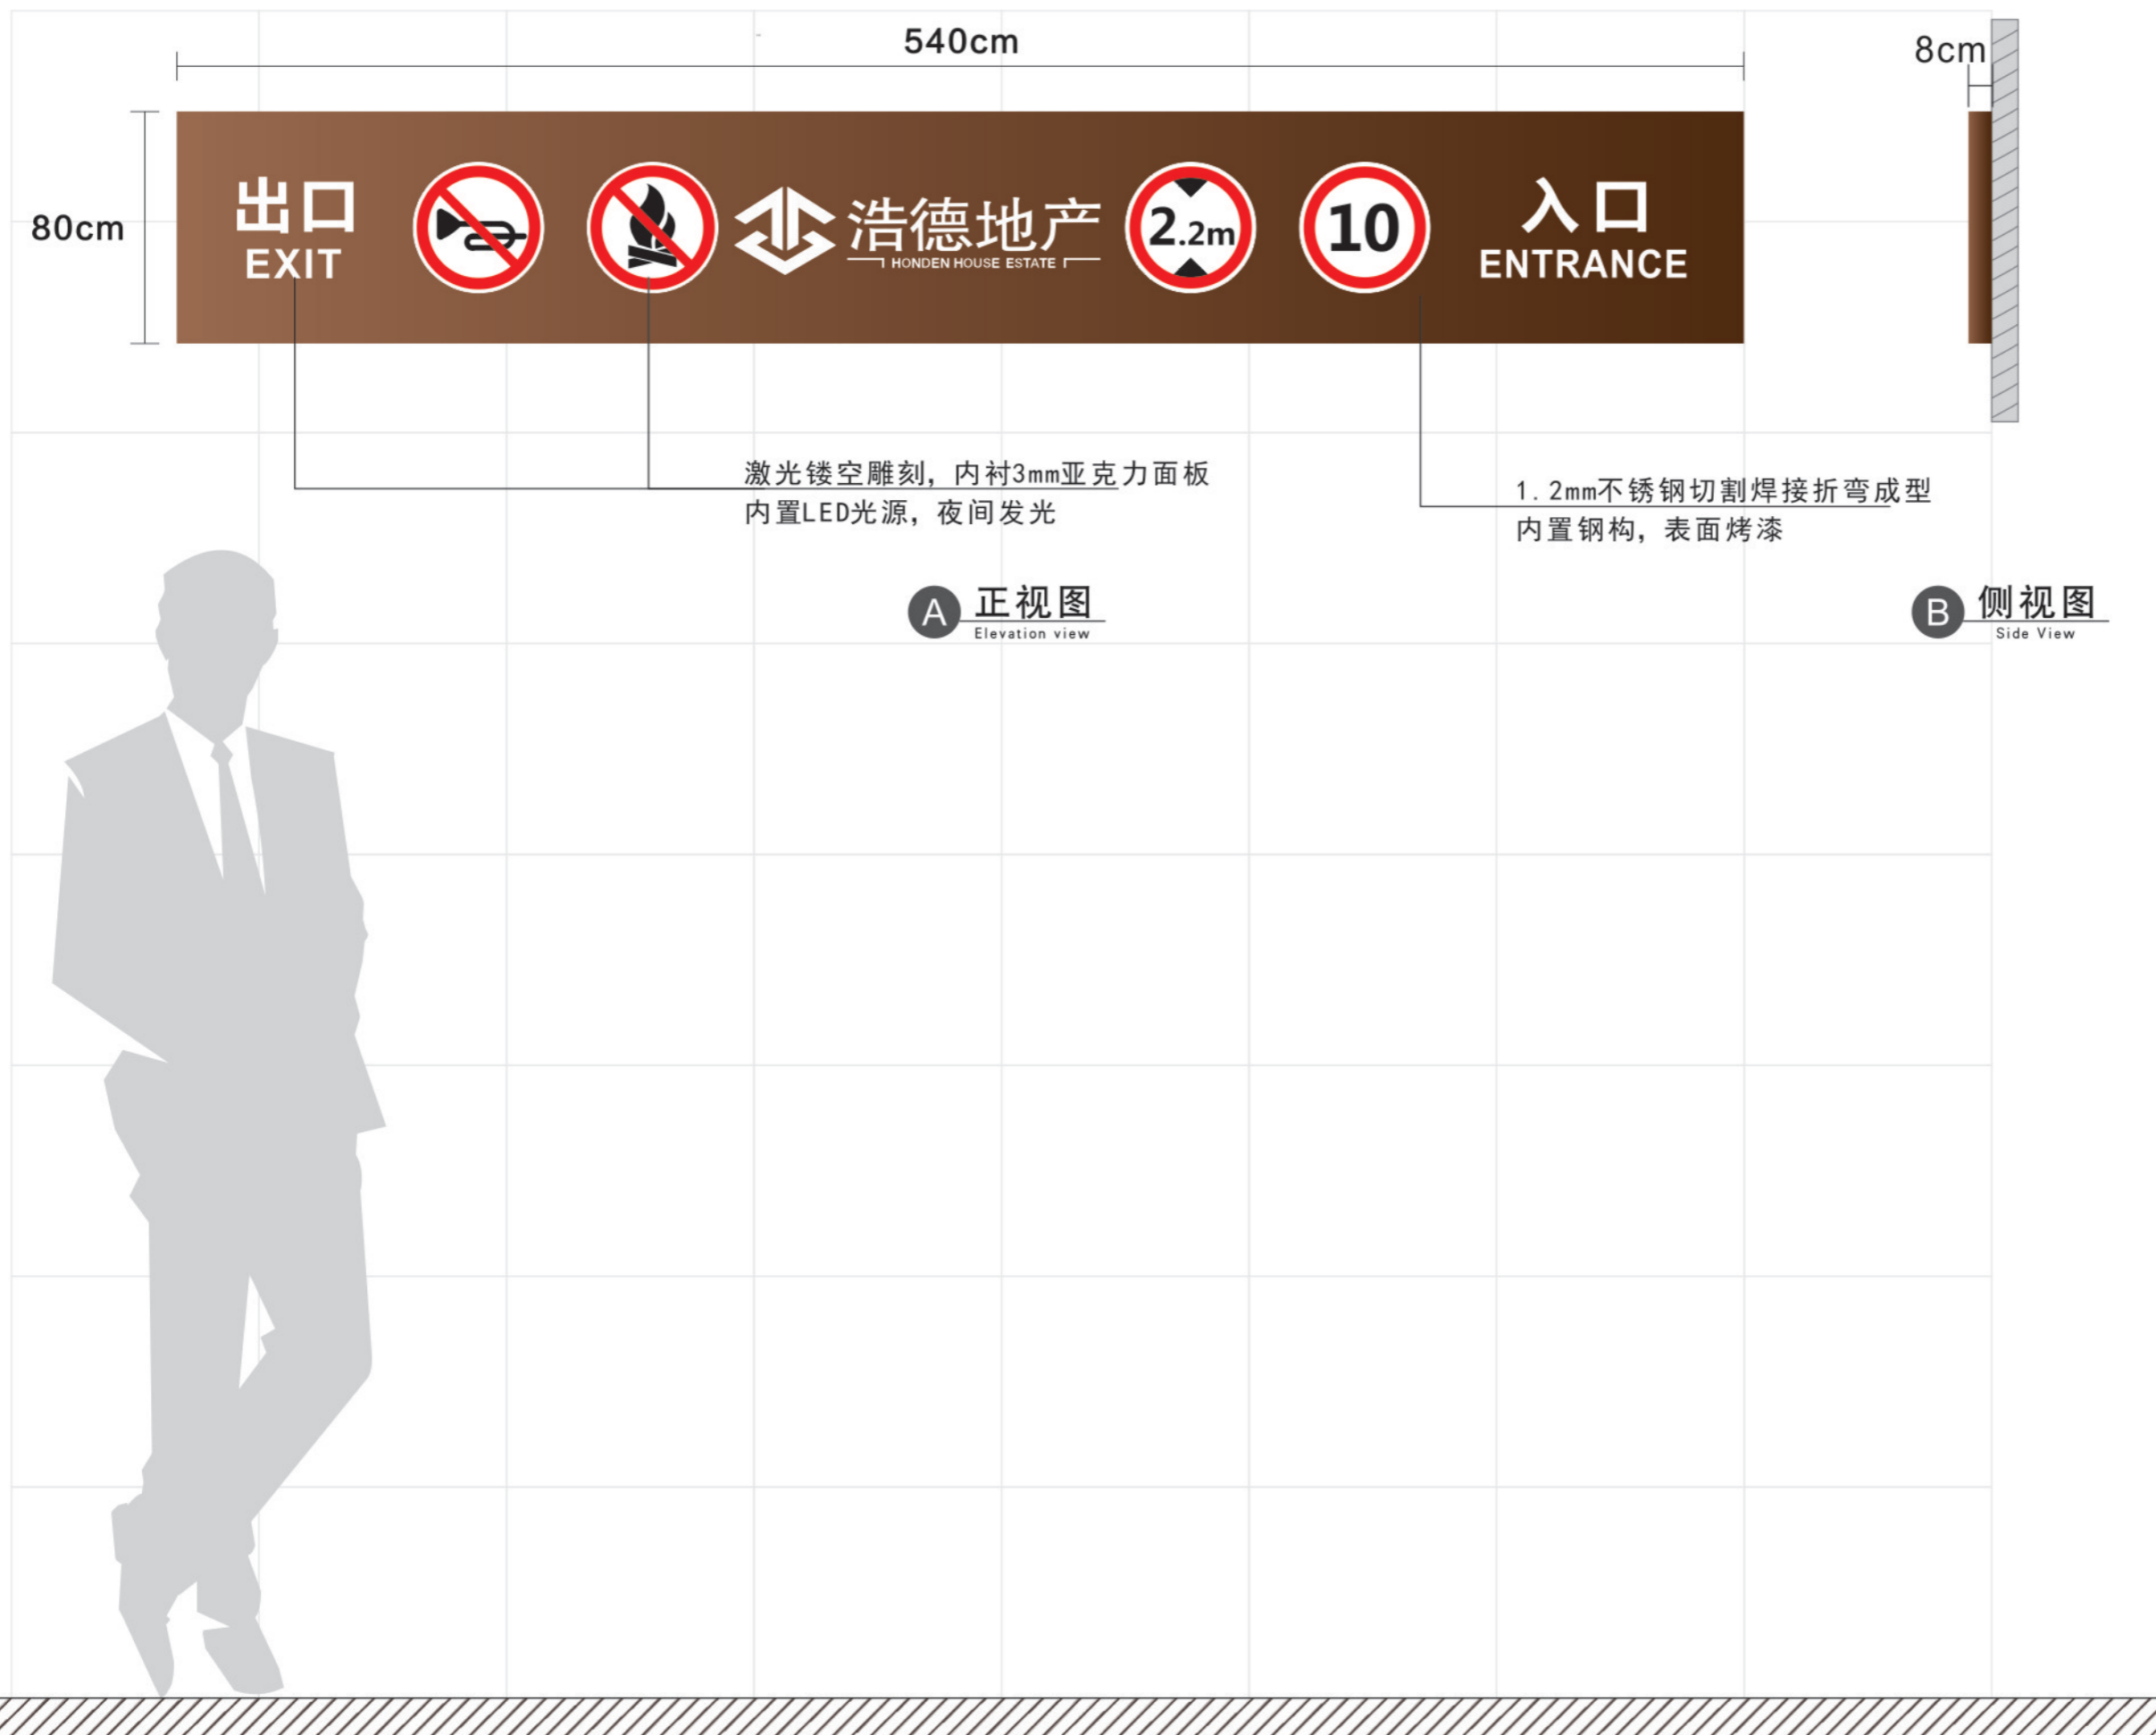 540cm
8cm
80cm
出口
EXIT
浩德地产
HONDEN HOUSE ESTATE
2.2m
10
入口
ENTRANCE
激光镂空雕刻，内衬3mm亚克力面板
内置LED光源，夜间发光
1.2mm不锈钢切割焊接折弯成型
内置钢构，表面烤漆
A 正视图
Elevation view
B 侧视图
Side View